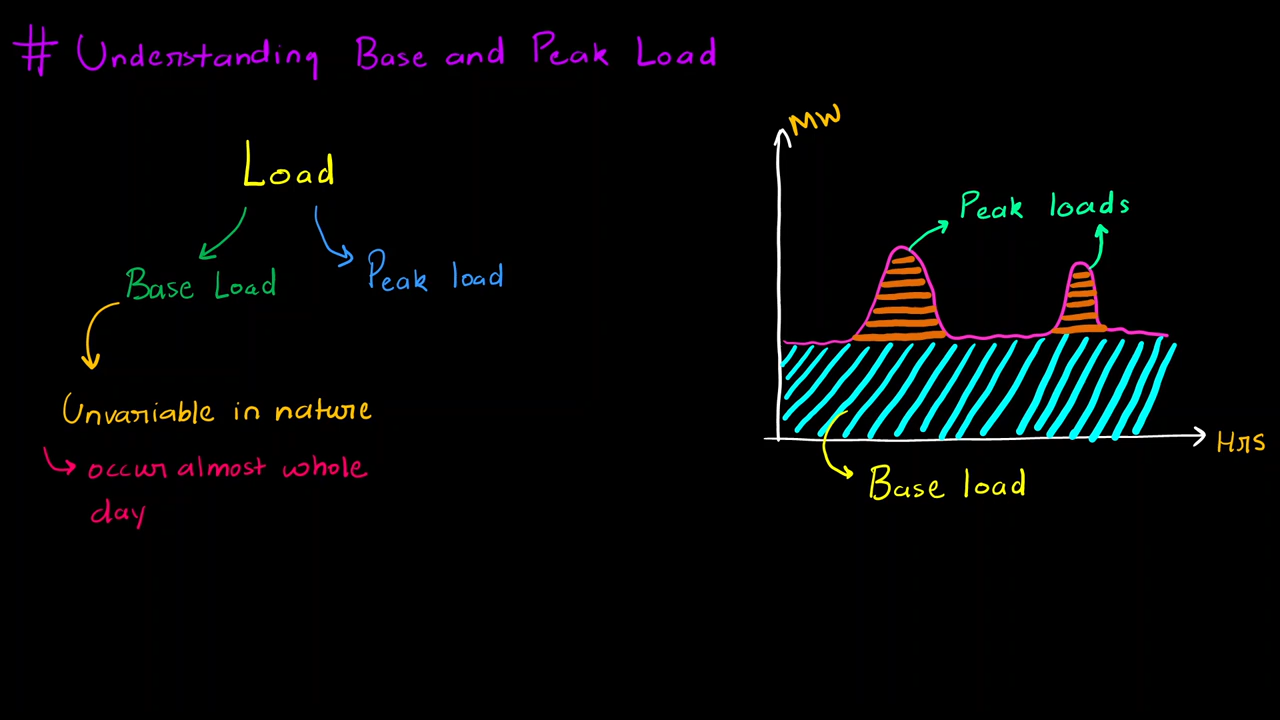 # Understanding Base and Peak Load
Load
Base Load
Peak load
Unvariable in nature
occur almost whole
day
MW
Peak loads
Hrs
Base load